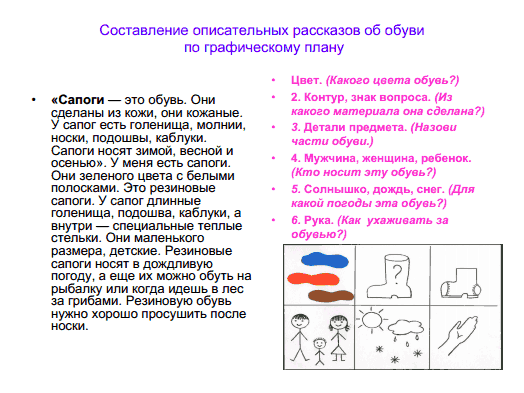 Составление описательных рассказов об обуви
по графическому плану
• «Сапоги — это обувь. Они
сделаны из кожи, они кожаные.
У сапог есть голенища, молнии,
носки, подошвы, каблуки.
Сапоги носят зимой, весной и
осенью». У меня есть сапоги.
Они зеленого цвета с белыми
полосками. Это резиновые
сапоги. У сапог длинные
голенища, подошва, каблуки, а
внутри — специальные теплые
стельки. Они маленького
размера, детские. Резиновые
сапоги носят в дождливую
погоду, а еще их можно обуть на
рыбалку или когда идешь в лес
за грибами. Резиновую обувь
нужно хорошо просушить после
носки.
• Цвет. (Какого цвета обувь?)
• 2. Контур, знак вопроса. (Из
какого материала она сделана?)
• 3. Детали предмета. (Назови
части обуви.)
• 4. Мужчина, женщина, ребенок.
(Кто носит эту обувь?)
• 5. Солнышко, дождь, снег. (Для
какой погоды эта обувь?)
• 6. Рука. (Как ухаживать за
обувью?)
?